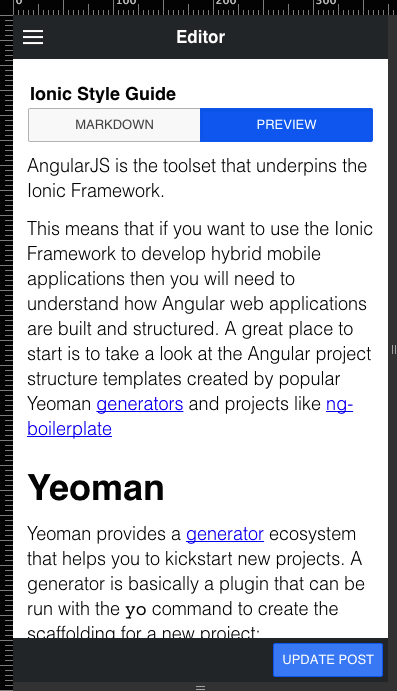 0 100 200 300
Editor
Ionic Style Guide
MARKDOWN PREVIEW
AngularJS is the toolset that underpins the
Ionic Framework.
This means that if you want to use the Ionic
Framework to develop hybrid mobile
applications then you will need to
understand how Angular web applications
are built and structured. A great place to
start is to take a look at the Angular project
structure templates created by popular
Yeoman generators and projects like ng-
boilerplate
Yeoman
Yeoman provides a generator ecosystem
that helps you to kickstart new projects. A
generator is basically a plugin that can be
run with the yo command to create the
scaffolding for a new project:
UPDATE POST